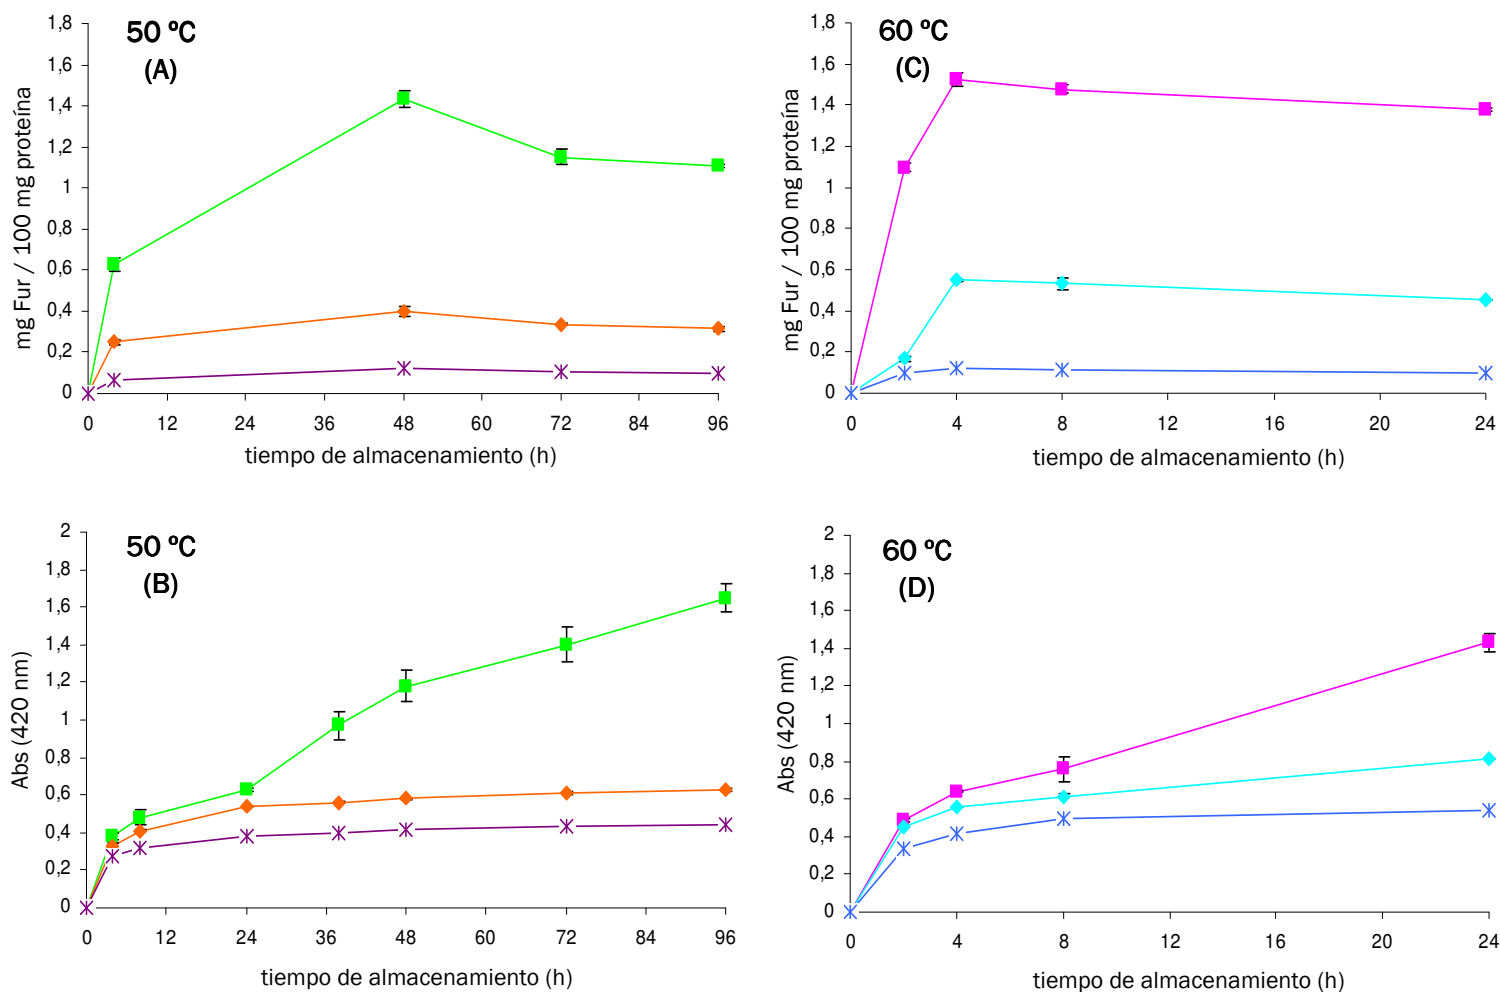 50 ºC
(A)
mg Fur / 100 mg proteína
1,8
1,6
1,4
1,2
1
0,8
0,6
0,4
0,2
0
0 12 24 36 48 60 72 84 96
tiempo de almacenamiento (h)
60 ºC
(C)
mg Fur / 100 mg proteína
1,8
1,6
1,4
1,2
1
0,8
0,6
0,4
0,2
0
0 4 8 12 16 20 24
tiempo de almacenamiento (h)
50 ºC
(B)
Abs (420 nm)
2
1,8
1,6
1,4
1,2
1
0,8
0,6
0,4
0,2
0
0 12 24 36 48 60 72 84 96
tiempo de almacenamiento (h)
60 ºC
(D)
Abs (420 nm)
2
1,8
1,6
1,4
1,2
1
0,8
0,6
0,4
0,2
0
0 4 8 12 16 20 24
tiempo de almacenamiento (h)